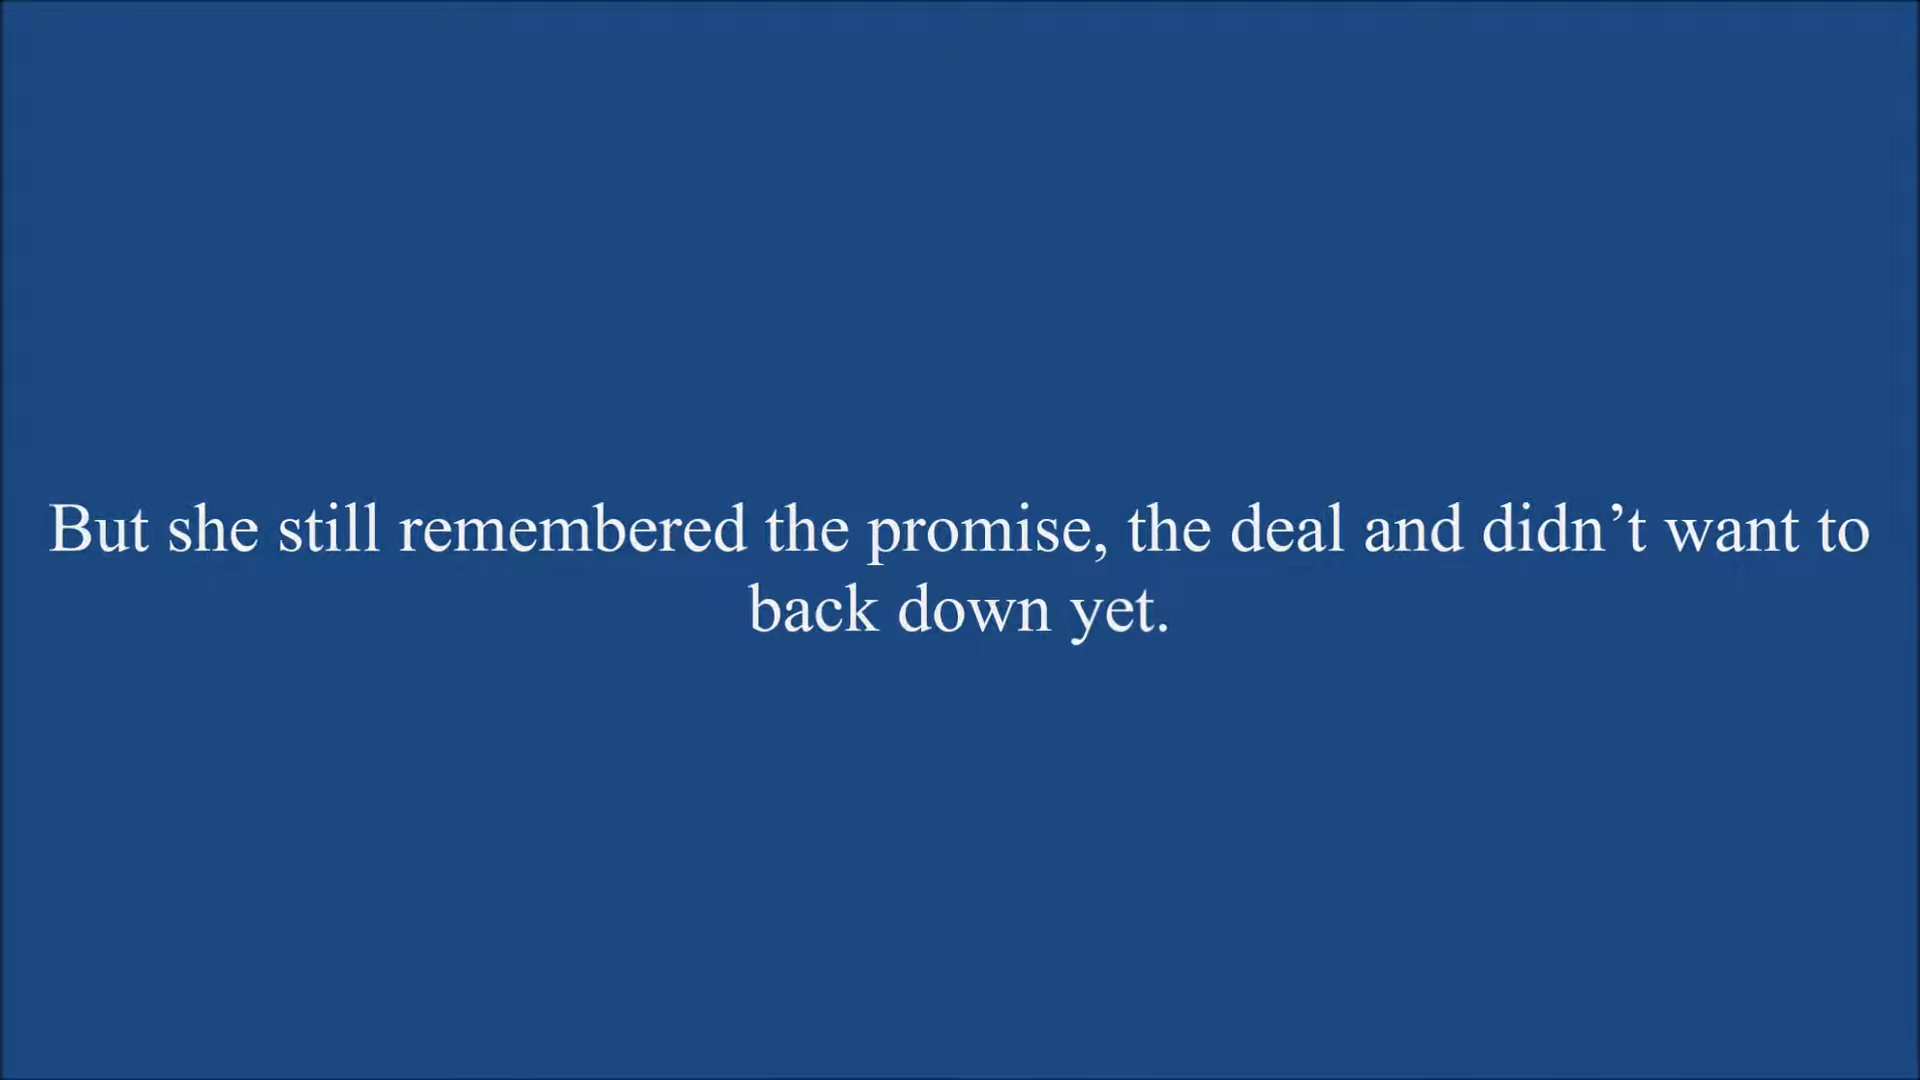 But she still remembered the promise, the deal and didn’t want to
back down yet.